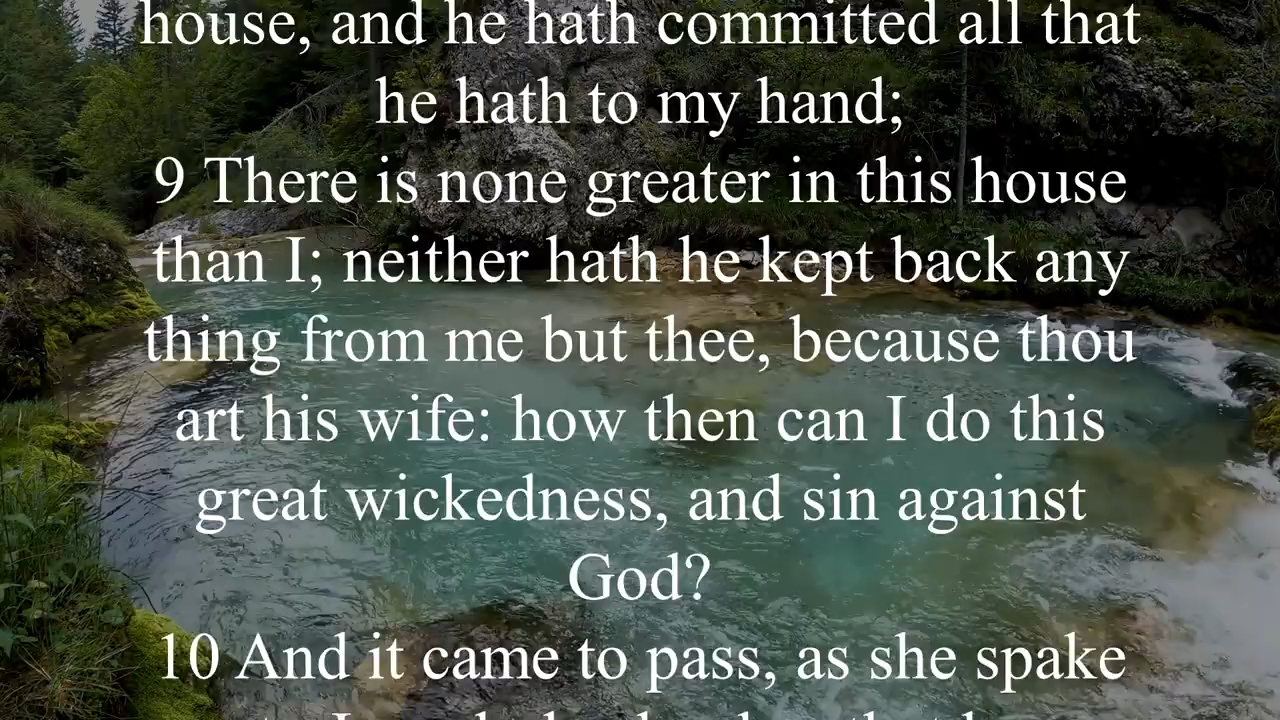 house, and he hath committed all that
he hath to my hand;
9 There is none greater in this house
than I; neither hath he kept back any
thing from me but thee, because thou
art his wife: how then can I do this
great wickedness, and sin against
God?
10 And it came to pass, as she spake